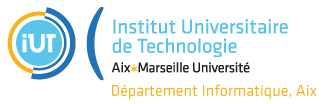 iUT
Institut Universitaire
de Technologie
Aix*Marseille Université
Département Informatique, Aix